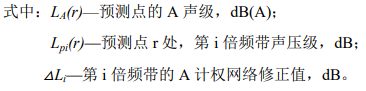 式中：LA(r)—预测点的 A 声级，dB(A)；
Lpi(r)—预测点 r 处，第 i 倍频带声压级，dB；
ΔLi—第 i 倍频带的 A 计权网络修正值，dB。